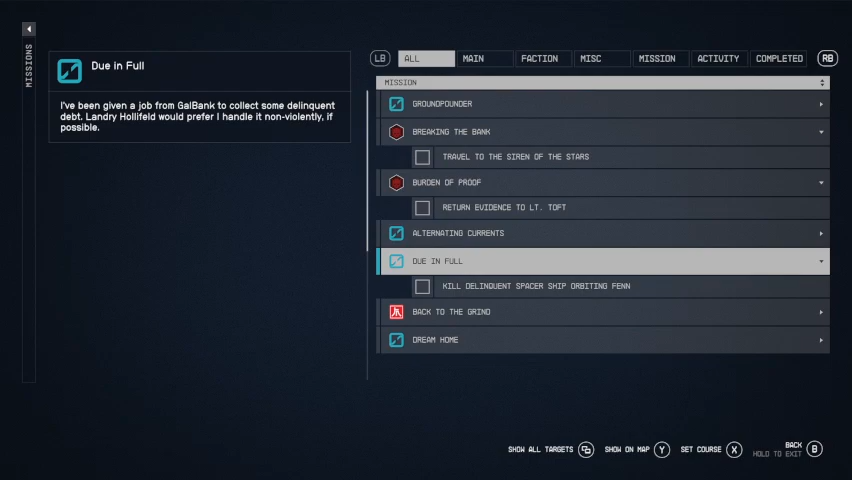 MISSIONS
Due in Full
I've been given a job from GalBank to collect some delinquent
debt. Landry Hollifeld would prefer I handle it non-violently, if
possible.
LB ALL MAIN FACTION MISC MISSION ACTIVITY COMPLETED RB
MISSION
GROUNDPOUNDER
BREAKING THE BANK
TRAVEL TO THE SIREN OF THE STARS
BURDEN OF PROOF
RETURN EVIDENCE TO LT. TOFT
ALTERNATING CURRENTS
DUE IN FULL
KILL DELINQUENT SPACER SHIP ORBITING FENN
BACK TO THE GRIND
DREAM HOME
SHOW ALL TARGETS SHOW ON MAP Y SET COURSE X BACK B
HOLD TO EXIT